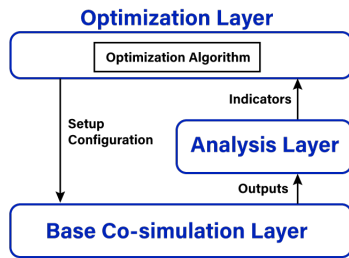 Optimization Layer
Optimization Algorithm
Indicators
Setup
Configuration
Analysis Layer
Outputs
Base Co-simulation Layer